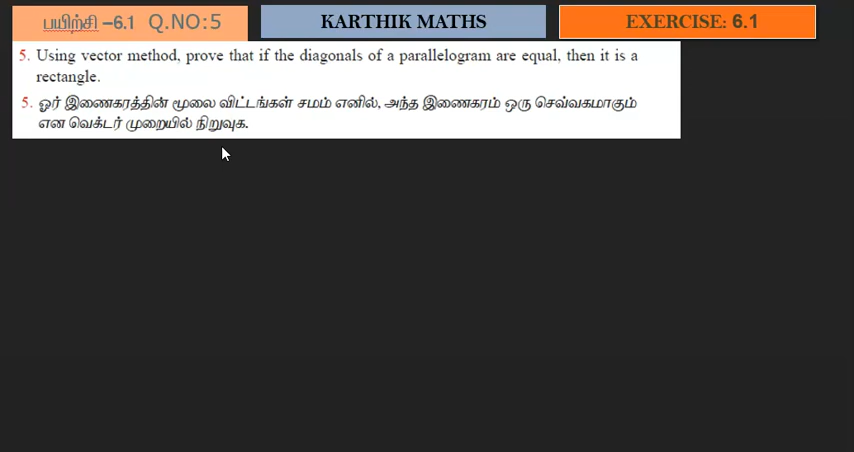 பயிற்சி –6.1 Q.NO:5
KARTHIK MATHS
EXERCISE: 6.1
5. Using vector method, prove that if the diagonals of a parallelogram are equal, then it is a
rectangle.
5. ஓர் இணைகரத்தின் மூலை விட்டங்கள் சமம் எனில், அந்த இணைகரம் ஒரு செவ்வகமாகும்
என வெக்டர் முறையில் நிறுவுக.